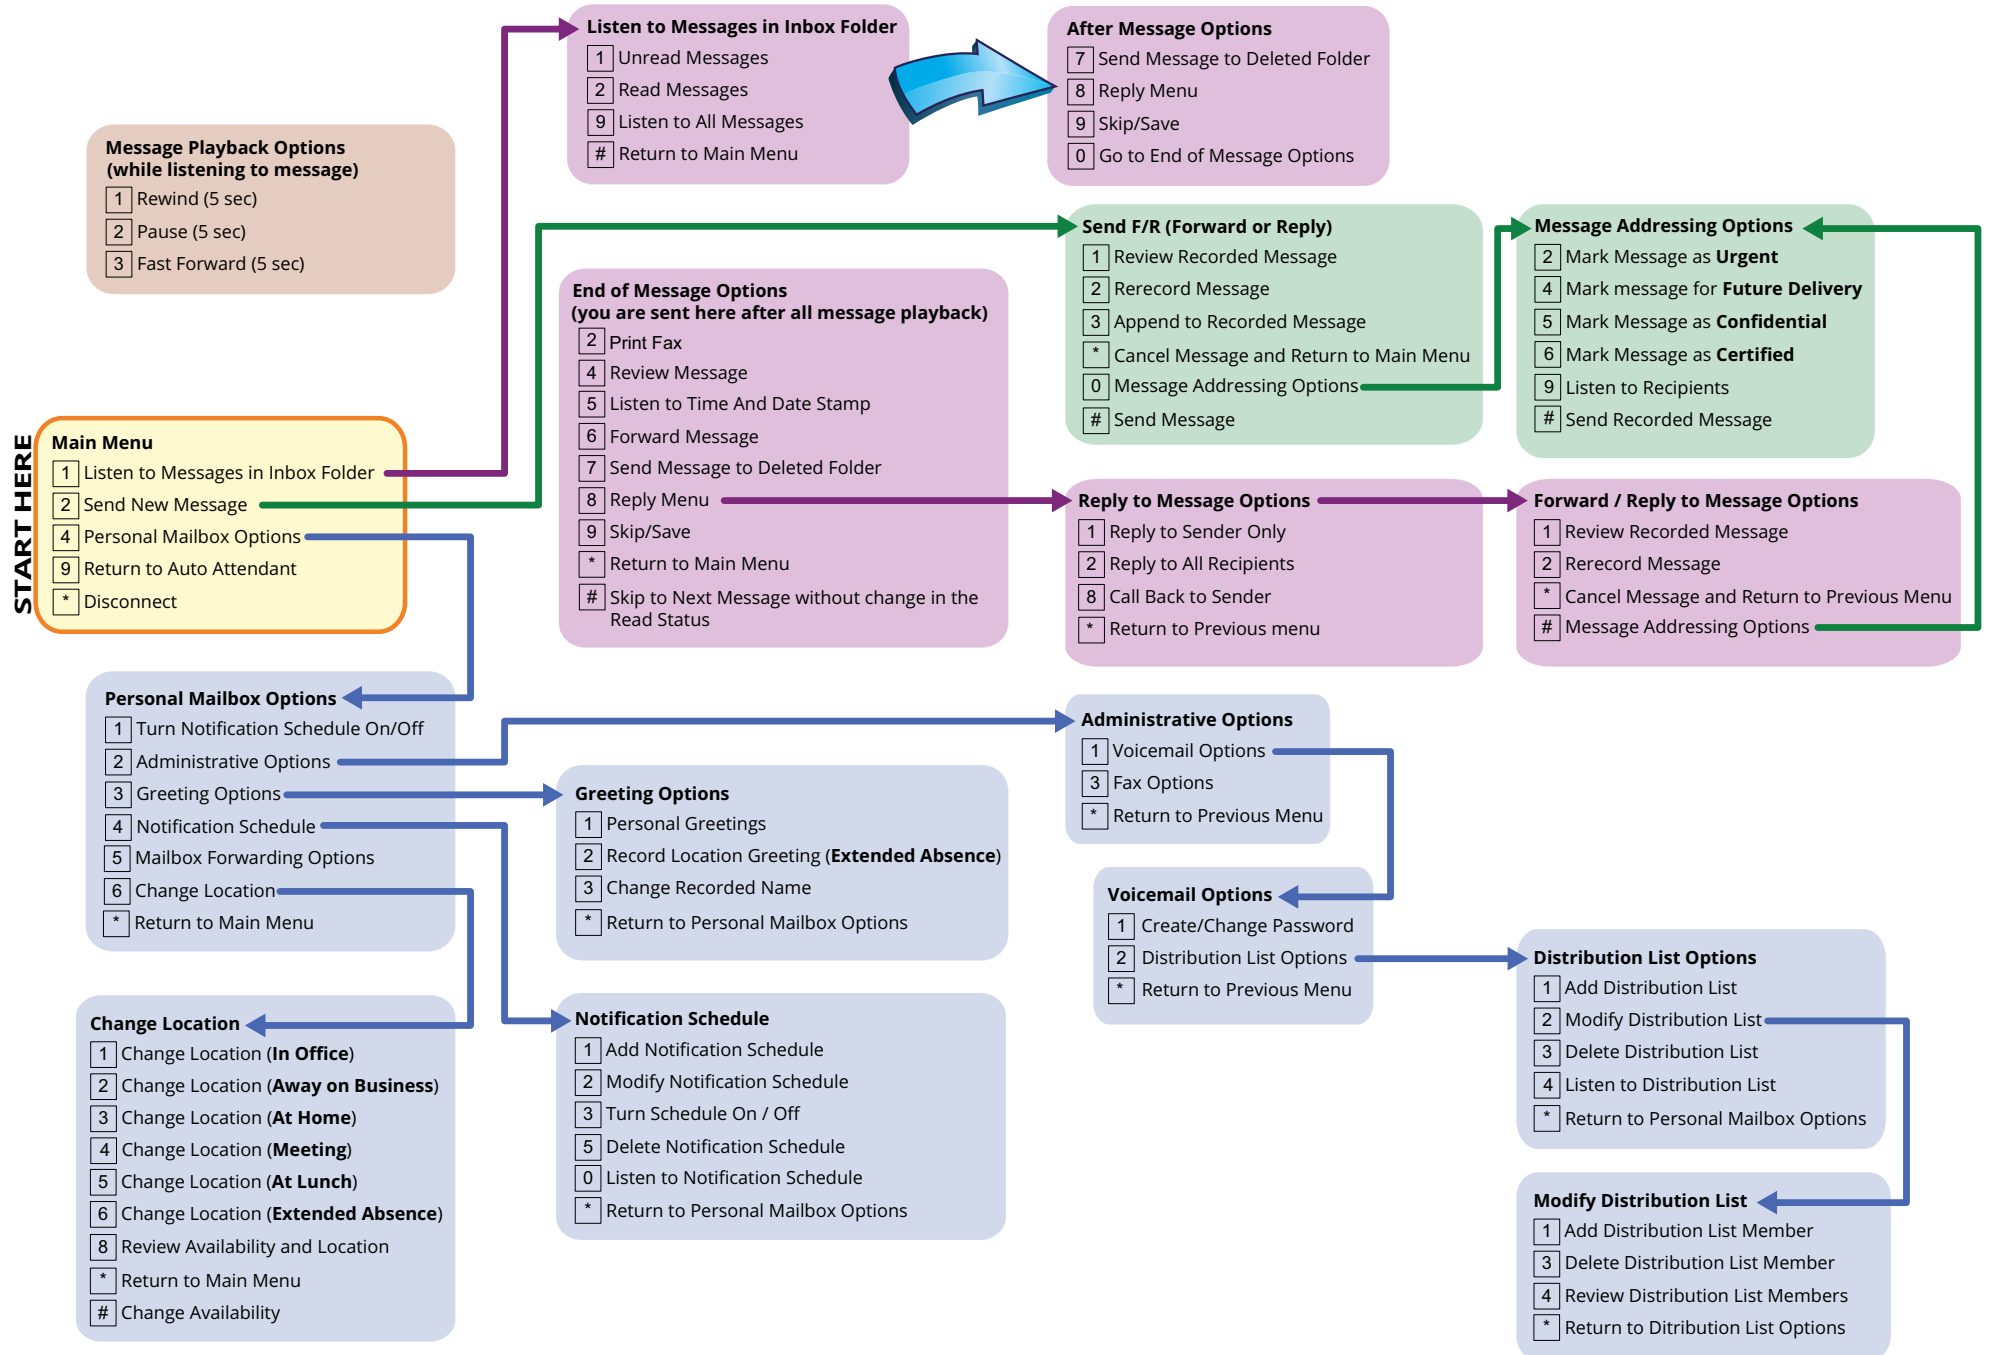 Listen to Messages in Inbox Folder
1 Unread Messages
2 Read Messages
9 Listen to All Messages
# Return to Main Menu
After Message Options
7 Send Message to Deleted Folder
8 Reply Menu
9 Skip/Save
0 Go to End of Message Options
Message Playback Options
(while listening to message)
1 Rewind (5 sec)
2 Pause (5 sec)
3 Fast Forward (5 sec)
Send F/R (Forward or Reply)
1 Review Recorded Message
2 Rerecord Message
3 Append to Recorded Message
* Cancel Message and Return to Main Menu
0 Message Addressing Options
# Send Message
Message Addressing Options
2 Mark Message as Urgent
4 Mark message for Future Delivery
5 Mark Message as Confidential
6 Mark Message as Certified
9 Listen to Recipients
# Send Recorded Message
End of Message Options
(you are sent here after all message playback)
2 Print Fax
4 Review Message
5 Listen to Time And Date Stamp
6 Forward Message
7 Send Message to Deleted Folder
8 Reply Menu
9 Skip/Save
* Return to Main Menu
# Skip to Next Message without change in the
Read Status
START HERE
Main Menu
1 Listen to Messages in Inbox Folder
2 Send New Message
4 Personal Mailbox Options
9 Return to Auto Attendant
* Disconnect
Reply to Message Options
1 Reply to Sender Only
2 Reply to All Recipients
8 Call Back to Sender
* Return to Previous menu
Forward / Reply to Message Options
1 Review Recorded Message
2 Rerecord Message
* Cancel Message and Return to Previous Menu
# Message Addressing Options
Personal Mailbox Options
1 Turn Notification Schedule On/Off
2 Administrative Options
3 Greeting Options
4 Notification Schedule
5 Mailbox Forwarding Options
6 Change Location
* Return to Main Menu
Greeting Options
1 Personal Greetings
2 Record Location Greeting (Extended Absence)
3 Change Recorded Name
* Return to Personal Mailbox Options
Administrative Options
1 Voicemail Options
3 Fax Options
* Return to Previous Menu
Voicemail Options
1 Create/Change Password
2 Distribution List Options
* Return to Previous Menu
Distribution List Options
1 Add Distribution List
2 Modify Distribution List
3 Delete Distribution List
4 Listen to Distribution List
* Return to Personal Mailbox Options
Change Location
1 Change Location (In Office)
2 Change Location (Away on Business)
3 Change Location (At Home)
4 Change Location (Meeting)
5 Change Location (At Lunch)
6 Change Location (Extended Absence)
8 Review Availability and Location
* Return to Main Menu
# Change Availability
Notification Schedule
1 Add Notification Schedule
2 Modify Notification Schedule
3 Turn Schedule On / Off
5 Delete Notification Schedule
0 Listen to Notification Schedule
* Return to Personal Mailbox Options
Modify Distribution List
1 Add Distribution List Member
3 Delete Distribution List Member
4 Review Distribution List Members
* Return to Ditribution List Options